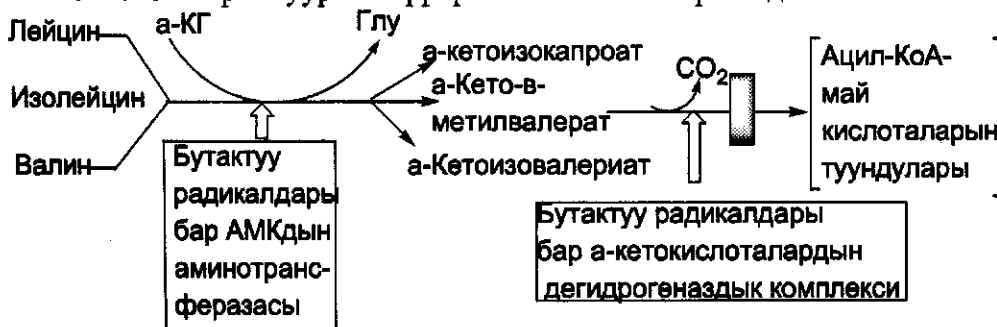 Лейцин
Изолейцин
Валин
а-КГ
Глу
а-кетоизокапроат
а-Кето-в-
метилвалерат
а-Кетоизовалериат
CO2
Ацил-КоА-
май
кислоталарын
туундулары
Бутактуу
радикалдары
бар АМКдын
аминотранс-
феразасы
Бутактуу радикалдары
бар а-кетокислоталардын
дегидрогеназдык комплекси